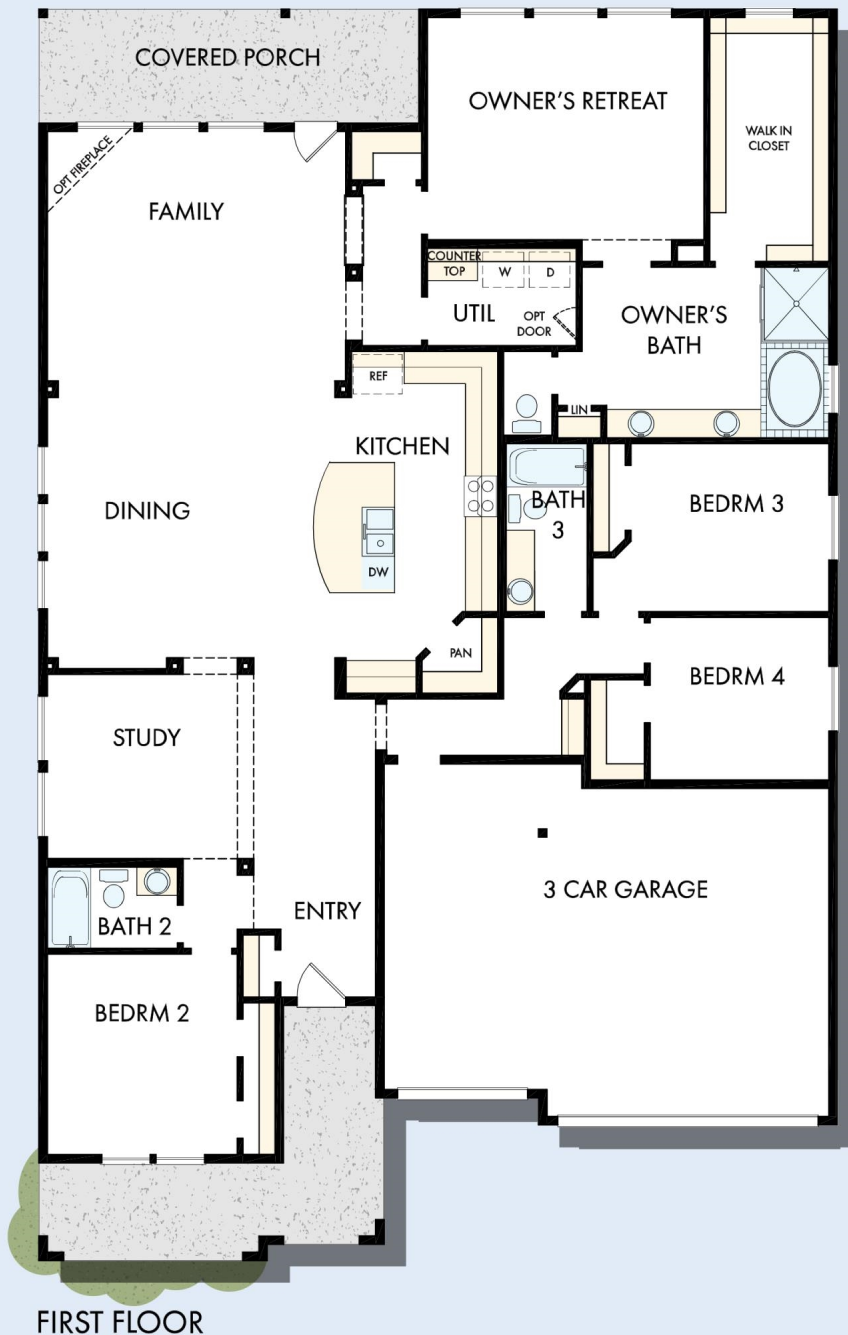 COVERED PORCH
OWNER'S RETREAT
WALK IN
CLOSET
OPT FIREPLACE
FAMILY
COUNTER
TOP
W
D
UTIL
OPT
DOOR
OWNER'S
BATH
REF
LIN
KITCHEN
DINING
DW
BATH
3
BEDRM 3
PAN
BEDRM 4
STUDY
3 CAR GARAGE
ENTRY
BATH 2
BEDRM 2
FIRST FLOOR